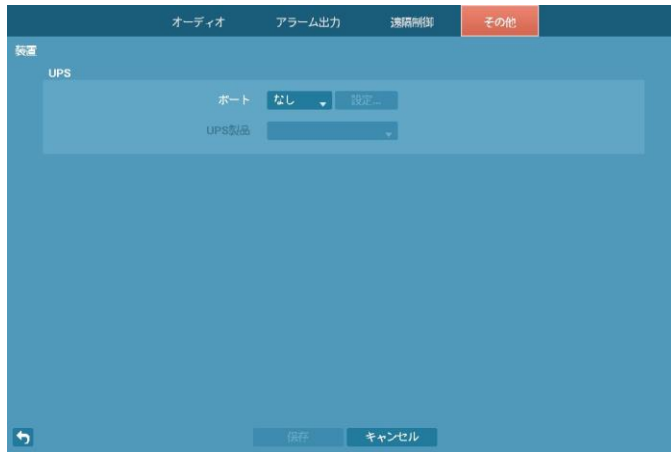 オーディオ アラーム出力 遠隔制御 その他
装置
UPS
ポート なし 設定...
UPS製品
保存 キャンセル